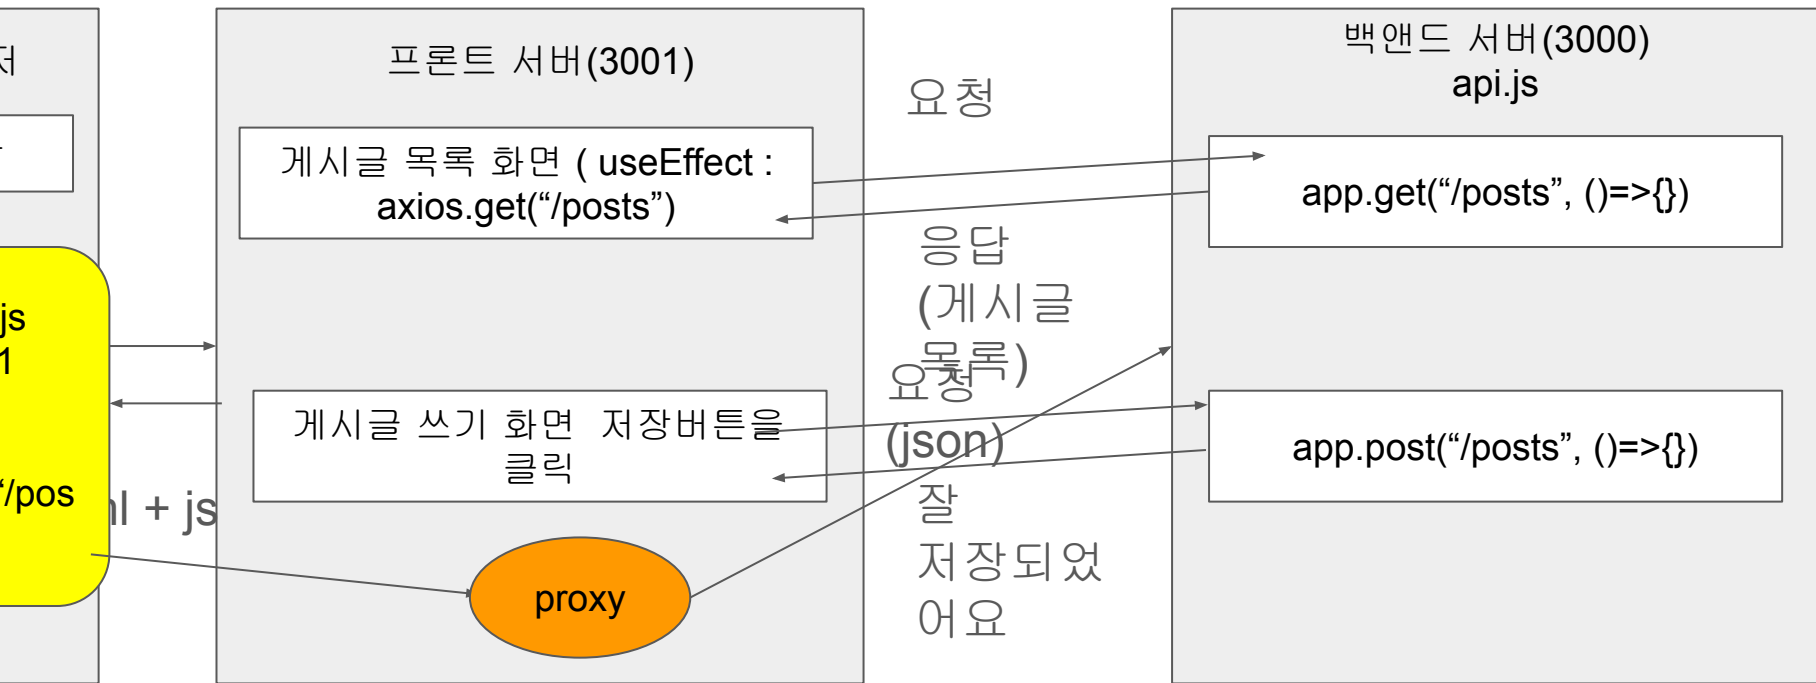 저
프론트 서버(3001)
게시글 목록 화면 ( useEffect :
axios.get(“/posts”)
게시글 쓰기 화면  저장버튼을
클릭
proxy
js
1
“/pos
+ js
요청
응답
(게시글
목록)
요청
(json)
잘
저장되었
어요
백앤드 서버(3000)
api.js
app.get(“/posts”, ()=>{})
app.post(“/posts”, ()=>{})